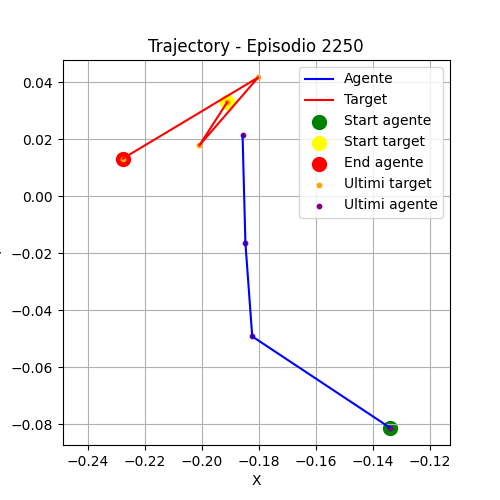 Trajectory - Episodio 2250
Agente
Target
Start agente
Start target
End agente
Ultimi target
Ultimi agente
0.04
0.02
0.00
−0.02
−0.04
−0.06
−0.08
−0.24
−0.22
−0.20
−0.18
−0.16
−0.14
−0.12
X